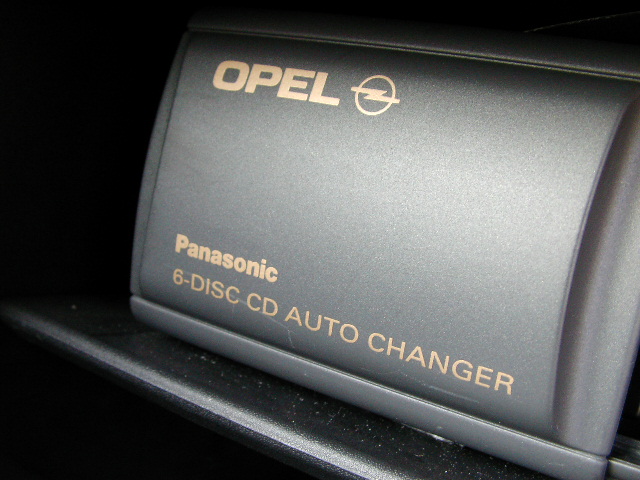 OPEL
Panasonic
6-DISC CD AUTO CHANGER